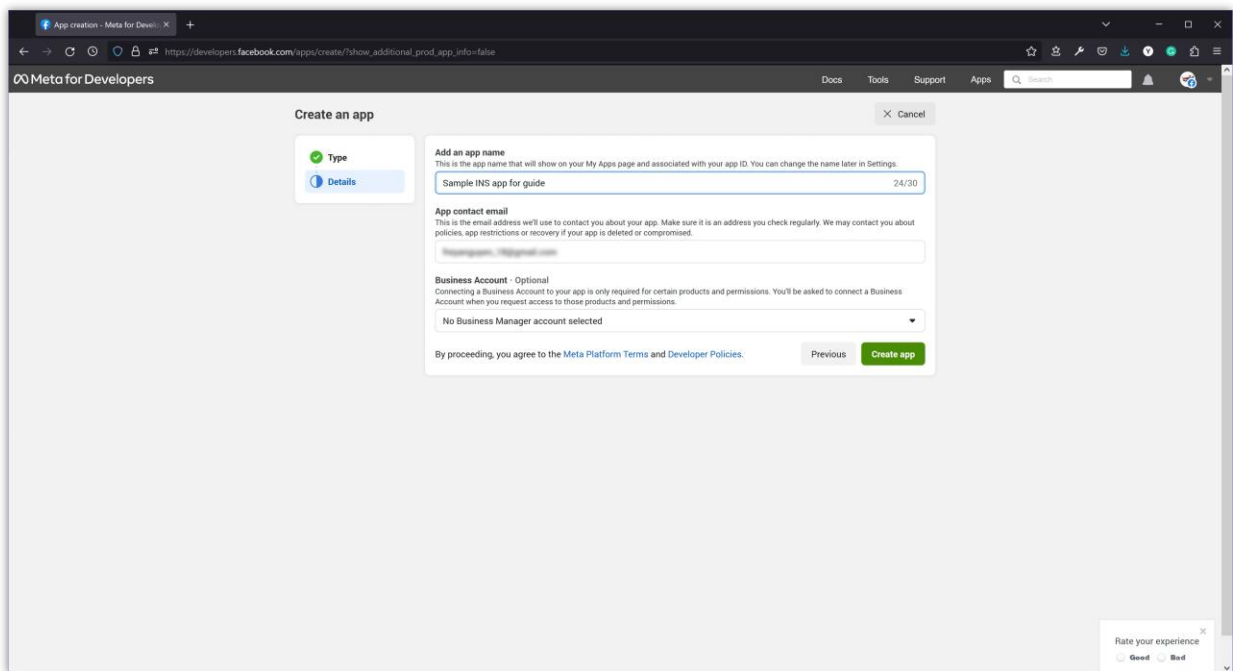 App creation - Meta for Develo
https://developers.facebook.com/apps/create/?show_additional_prod_app_info=false
Meta for Developers
Docs Tools Support Apps Search
Create an app
Cancel
Type
Details
Add an app name
This is the app name that will show on your My Apps page and associated with your app ID. You can change the name later in Settings.
Sample INS app for guide 24/30
App contact email
This is the email address we'll use to contact you about your app. Make sure it is an address you check regularly. We may contact you about
policies, app restrictions or recovery if your app is deleted or compromised.
Business Account · Optional
Connecting a Business Account to your app is only required for certain products and permissions. You'll be asked to connect a Business
Account when you request access to those products and permissions.
No Business Manager account selected
By proceeding, you agree to the Meta Platform Terms and Developer Policies.
Previous Create app
Rate your experience
Good Bad